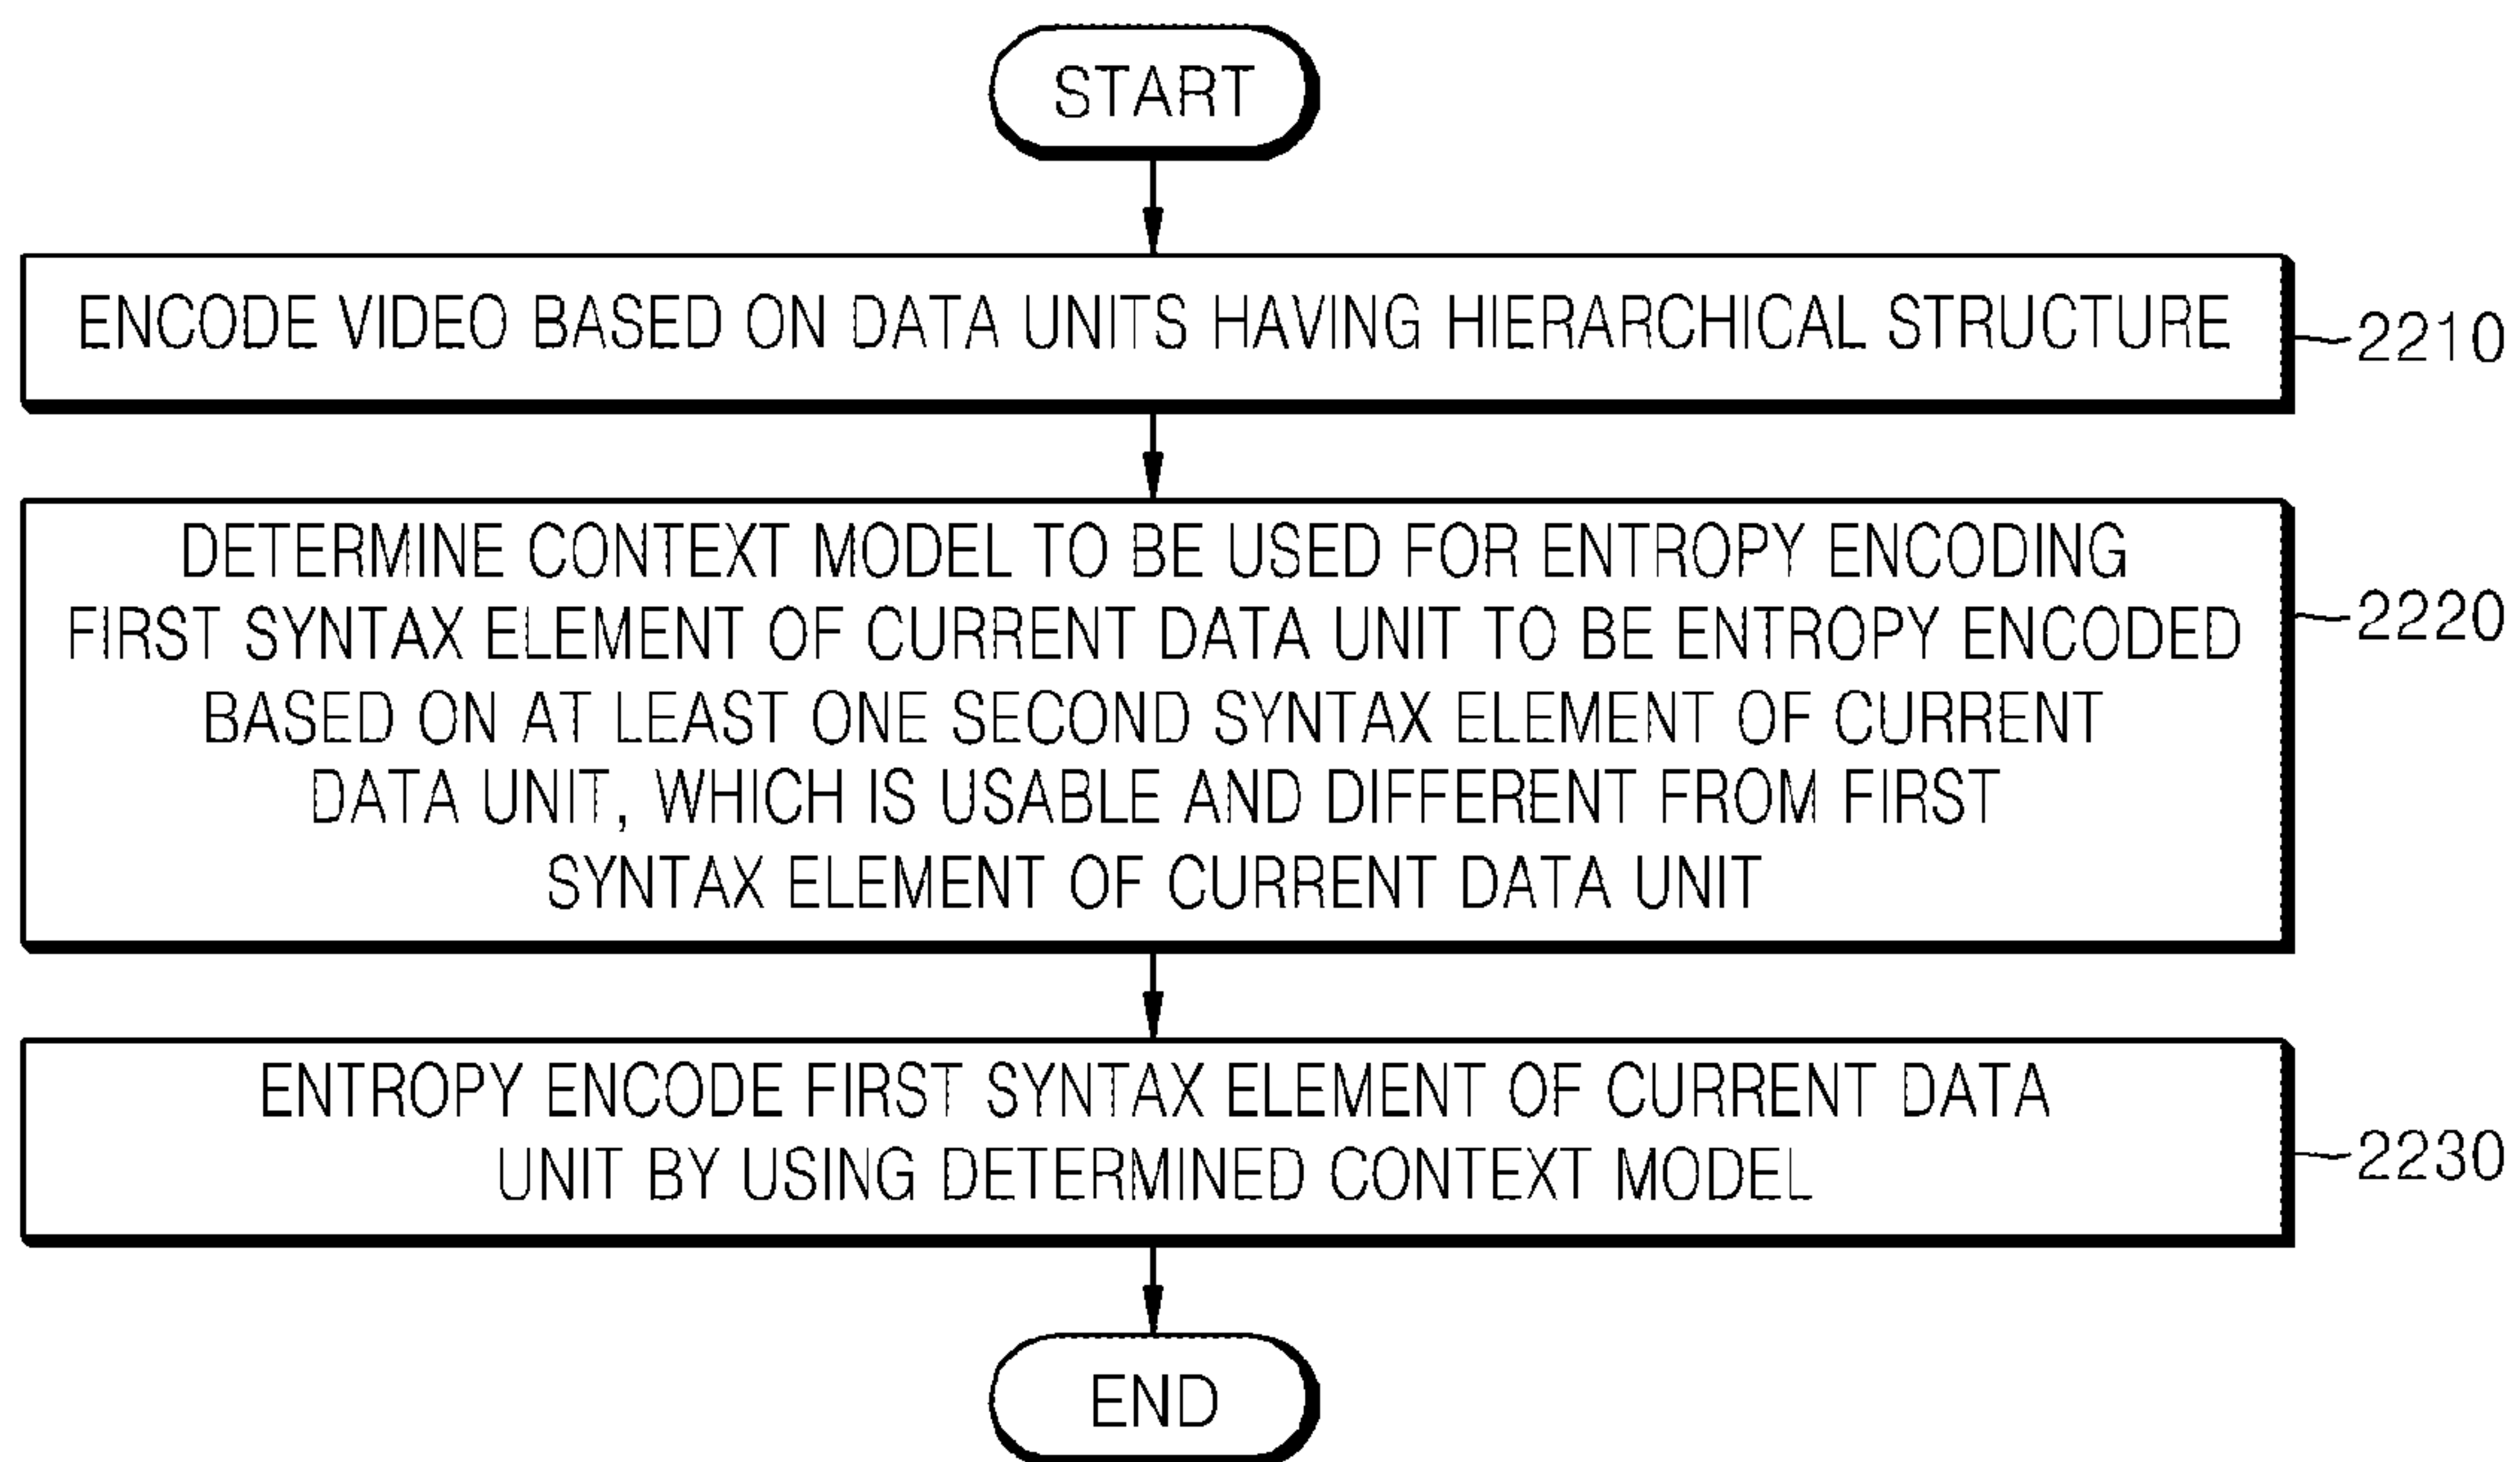 START
ENCODE VIDEO BASED ON DATA UNITS HAVING HIERARCHICAL STRUCTURE
2210
DETERMINE CONTEXT MODEL TO BE USED FOR ENTROPY ENCODING
FIRST SYNTAX ELEMENT OF CURRENT DATA UNIT TO BE ENTROPY ENCODED
BASED ON AT LEAST ONE SECOND SYNTAX ELEMENT OF CURRENT
DATA UNIT, WHICH IS USABLE AND DIFFERENT FROM FIRST
SYNTAX ELEMENT OF CURRENT DATA UNIT
2220
ENTROPY ENCODE FIRST SYNTAX ELEMENT OF CURRENT DATA
UNIT BY USING DETERMINED CONTEXT MODEL
2230
END